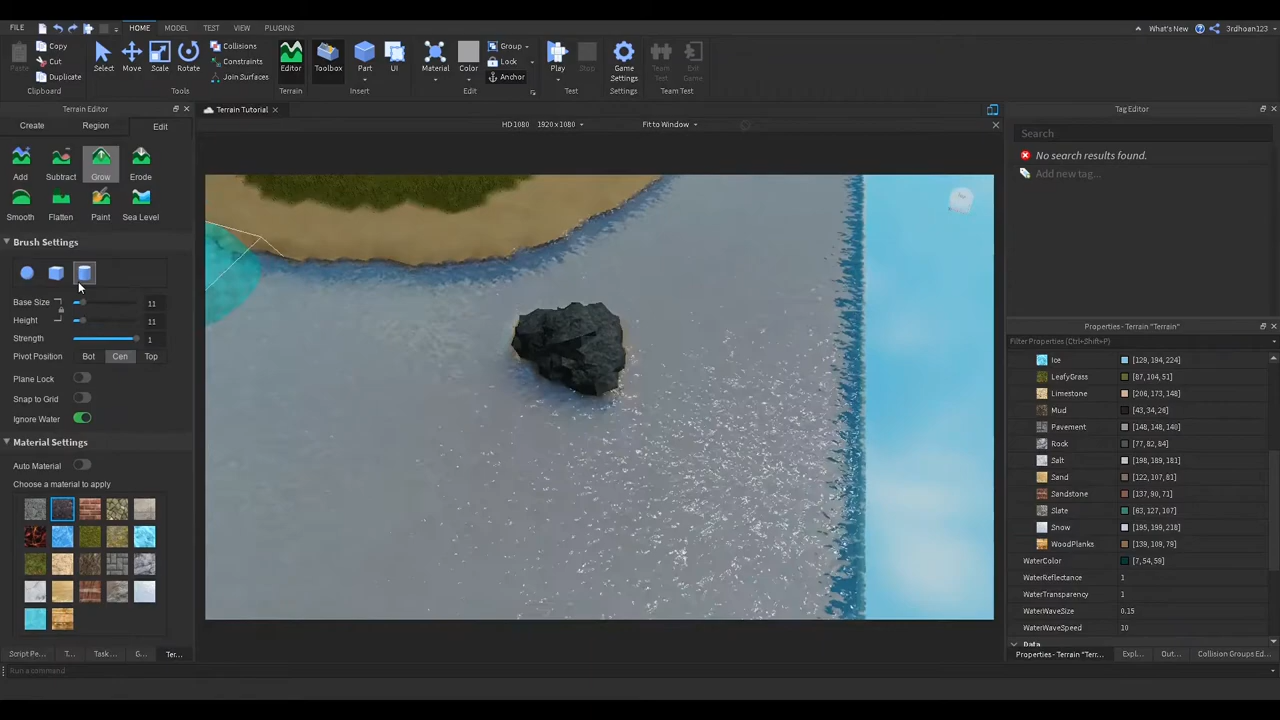 FILE HOME MODEL TEST VIEW PLUGINS What's New 3rdhoan123
Paste Copy Cut Duplicate Clipboard
Select Move Scale Rotate Tools
Collisions Constraints Join Surfaces
Editor Terrain
Toolbox Part UI Insert
Material Color Group Lock Anchor Edit
Play Stop Test
Game Settings Settings
Team Test Exit Game Team Test
Terrain Editor
Create Region Edit
Add Subtract Grow Erode
Smooth Flatten Paint Sea Level
Brush Settings
Base Size 11
Height 11
Strength 1
Pivot Position Bot Cen Top
Plane Lock
Snap to Grid
Ignore Water
Material Settings
Auto Material
Choose a material to apply
Script Pe... T... Task... G... Ter...
Run a command
Terrain Tutorial
HD 1080 1920 x 1080 Fit to Window
Tag Editor
Search
No search results found.
Add new tag...
Properties - Terrain "Terrain"
Filter Properties (Ctrl+Shift+P)
Ice [129,194,224]
LeafyGrass [87,104,51]
Limestone [206,173,148]
Mud [43,34,26]
Pavement [148,148,140]
Rock [77,82,84]
Salt [198,189,181]
Sand [122,107,81]
Sandstone [137,90,71]
Slate [63,127,107]
Snow [195,199,218]
WoodPlanks [139,109,79]
WaterColor [7,54,59]
WaterReflectance 1
WaterTransparency 1
WaterWaveSize 0.15
WaterWaveSpeed 10
Data
Properties - Terrain "Terr... Expl... Out... Collision Groups Ed...